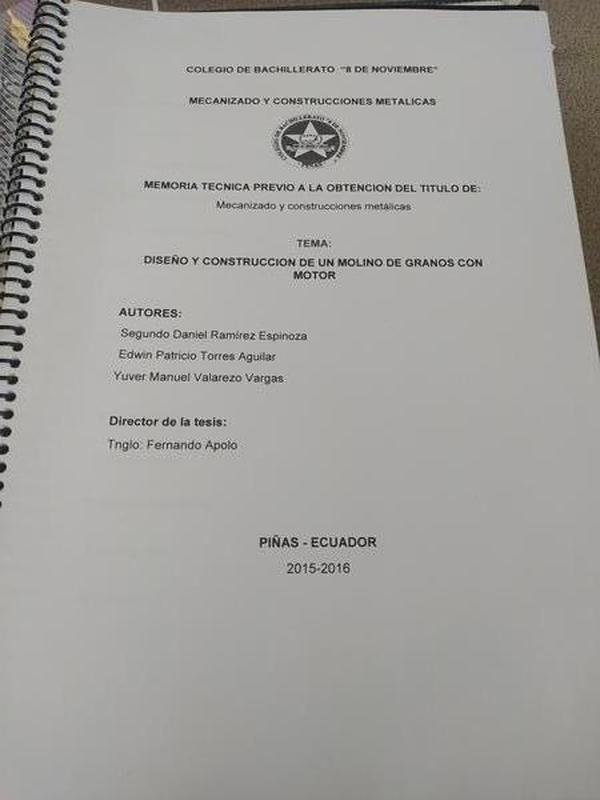 COLEGIO DE BACHILLERATO "8 DE NOVIEMBRE"
MECANIZADO Y CONSTRUCCIONES METALICAS
COLEGIO DE BACHILLERATO "8 DE NOVIEMBRE"
PIÑAS
MEMORIA TECNICA PREVIO A LA OBTENCION DEL TITULO DE:
Mecanizado y construcciones metálicas
TEMA:
DISEÑO Y CONSTRUCCION DE UN MOLINO DE GRANOS CON
MOTOR
AUTORES:
Segundo Daniel Ramírez Espinoza
Edwin Patricio Torres Aguilar
Yuver Manuel Valarezo Vargas
Director de la tesis:
Tnglo: Fernando Apolo
PIÑAS - ECUADOR
2015-2016